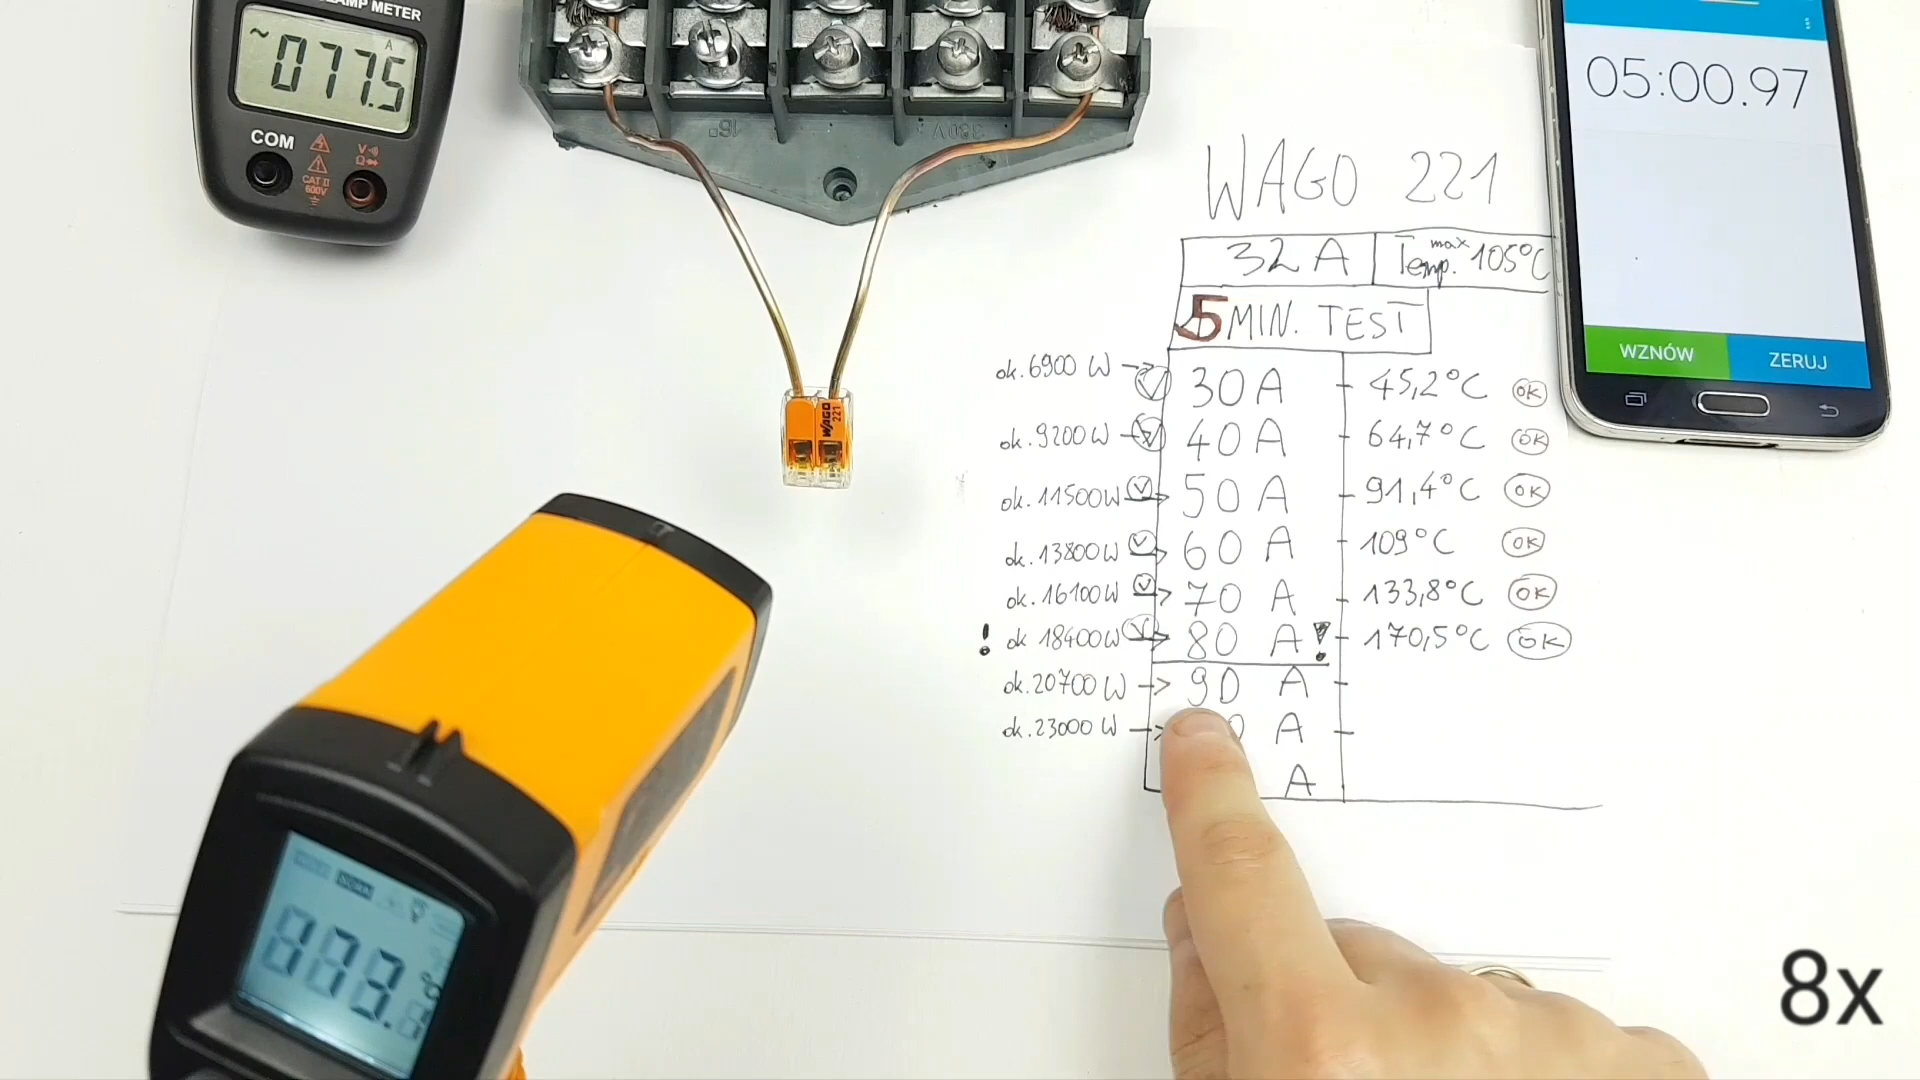 CLAMP METER
A
~077.5
COM
CAT II
600V
16
380V
05:00.97
WZNÓW
ZERUJ
WAGO 221
32 A
Temp. max 105°C
5 MIN. TEST
ok. 6900 W → 30 A - 45,2°C OK
ok. 9200 W → 40 A - 64,7°C OK
ok. 11500 W → 50 A - 91,4°C OK
ok. 13800 W → 60 A - 109°C OK
ok. 16100 W → 70 A - 133,8°C OK
! ok 18400 W → 80 A ! - 170,5°C OK
ok. 20700 W → 90 A -
ok. 23000 W → A -
A
WAGO
221
8x